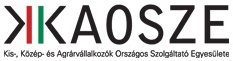 KAOSZE
Kis-, Közép- és Agrárvállalkozók Országos Szolgáltató Egyesülete